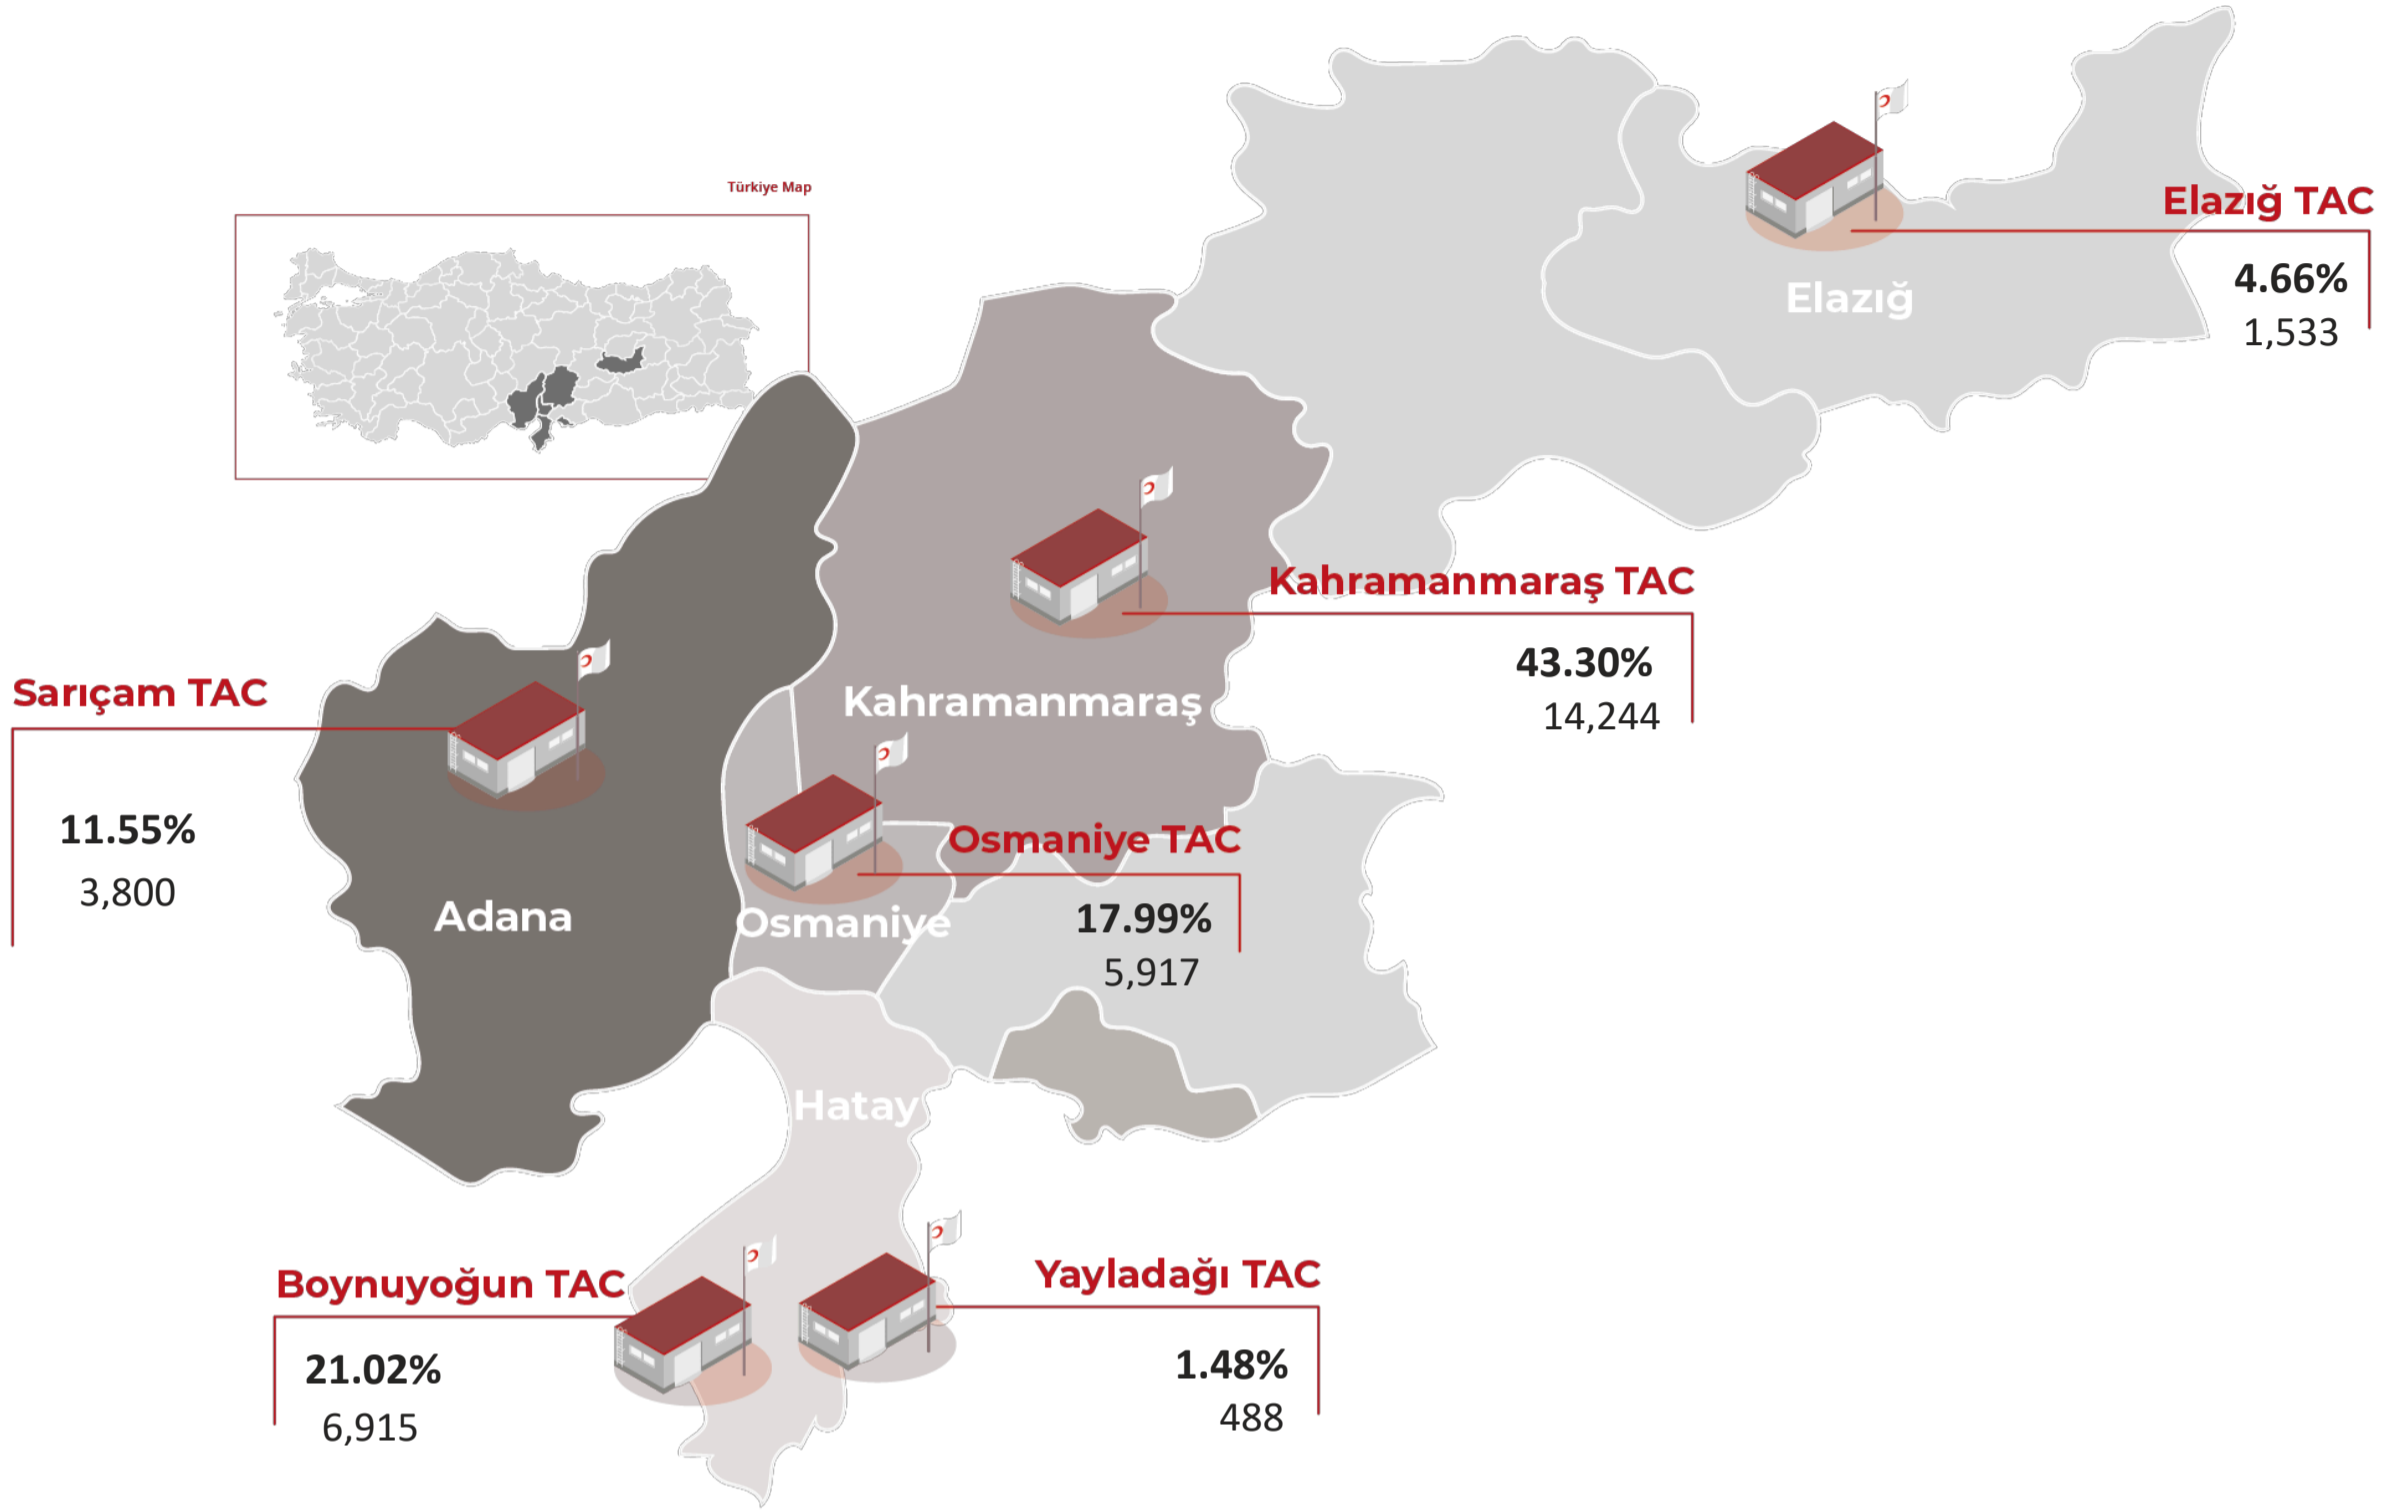 Türkiye Map
Elazığ TAC
4.66%
1,533
Elazığ
Kahramanmaraş TAC
43.30%
14,244
Kahramanmaraş
Sarıçam TAC
11.55%
3,800
Adana
Osmaniye TAC
17.99%
5,917
Osmaniye
Hatay
Boynuyoğun TAC
21.02%
6,915
Yayladağı TAC
1.48%
488